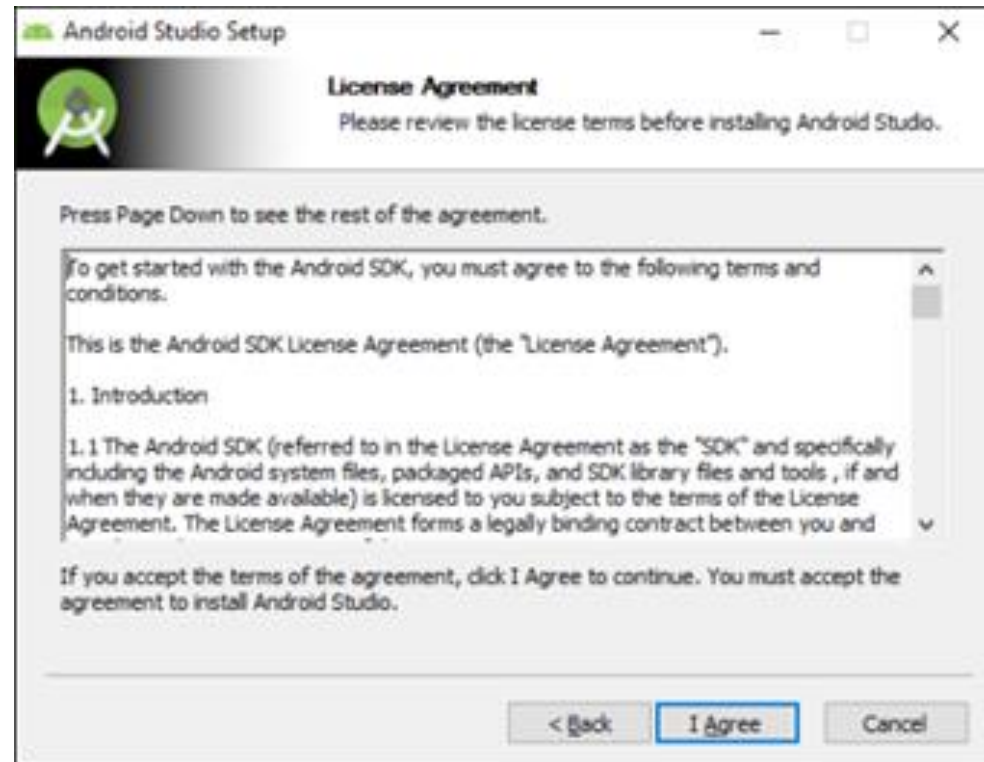 Android Studio Setup
License Agreement
Please review the license terms before installing Android Studio.
Press Page Down to see the rest of the agreement.
To get started with the Android SDK, you must agree to the following terms and
conditions.
This is the Android SDK License Agreement (the "License Agreement").
1. Introduction
1.1 The Android SDK (referred to in the License Agreement as the "SDK" and specifically
including the Android system files, packaged APIs, and SDK library files and tools , if and
when they are made available) is licensed to you subject to the terms of the License
Agreement. The License Agreement forms a legally binding contract between you and
If you accept the terms of the agreement, click I Agree to continue. You must accept the
agreement to install Android Studio.
< Back
I Agree
Cancel